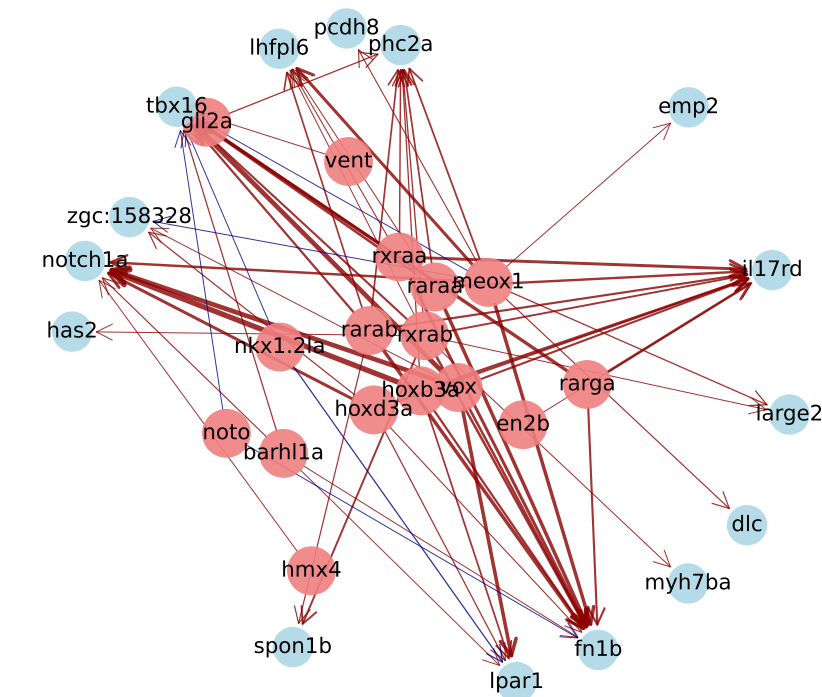 pcdh8
phc2a
lhfpl6
tbx16
gli2a
emp2
vent
zgc:158328
notch1a
rxraa
raraa
meox1
il17rd
has2
nkx1.2la
rarab
rxrab
hoxb3a
vox
rarga
hoxd3a
large2
noto
en2b
barhl1a
dlc
hmx4
myh7ba
spon1b
fn1b
lpar1